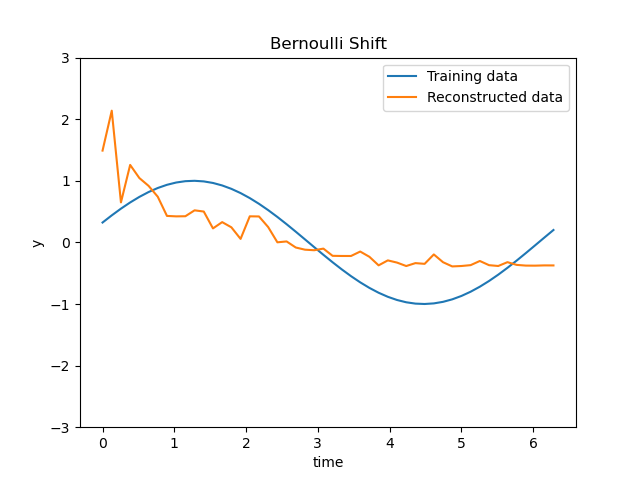 Bernoulli Shift
Training data
Reconstructed data
3
2
1
0
−1
−2
−3
y
0 1 2 3 4 5 6
time